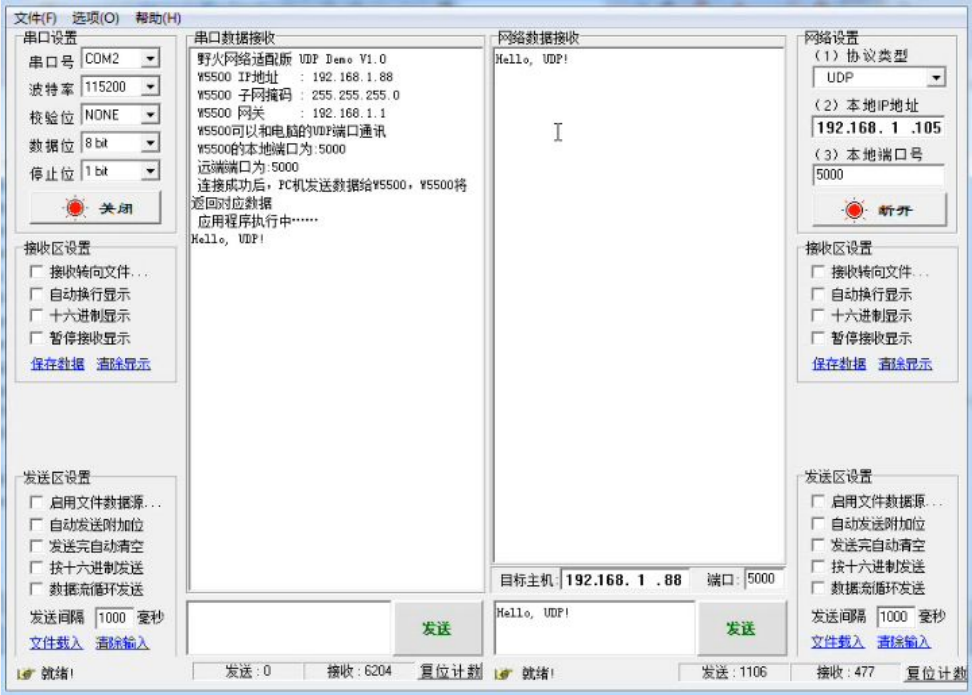 文件(F) 选项(O) 帮助(H)
串口设置
串口号 COM2
波特率 115200
校验位 NONE
数据位 8 bit
停止位 1 bit
关闭
接收区设置
接收转向文件...
自动换行显示
十六进制显示
暂停接收显示
保存数据 清除显示
发送区设置
启用文件数据源...
自动发送附加位
发送完自动清空
按十六进制发送
数据流循环发送
发送间隔 1000 毫秒
文件载入 清除输入
就绪!
串口数据接收
野火网络适配版 UDP Demo V1.0
W5500 IP地址 : 192.168.1.88
W5500 子网掩码 : 255.255.255.0
W5500 网关 : 192.168.1.1
W5500可以和电脑的UDP端口通讯
W5500的本地端口为:5000
远端端口为:5000
连接成功后，PC机发送数据给W5500，W5500将
返回对应数据
应用程序执行中······
Hello, UDP!
发送
发送 : 0 接收 : 6204 复位计数
网络数据接收
Hello, UDP!
目标主机: 192.168. 1 .88 端口: 5000
Hello, UDP!
发送
就绪!
发送 : 1106 接收 : 477 复位计数
网络设置
(1) 协议类型
UDP
(2) 本地IP地址
192.168. 1 .105
(3) 本地端口号
5000
断开
接收区设置
接收转向文件...
自动换行显示
十六进制显示
暂停接收显示
保存数据 清除显示
发送区设置
启用文件数据源...
自动发送附加位
发送完自动清空
按十六进制发送
数据流循环发送
发送间隔 1000 毫秒
文件载入 清除输入